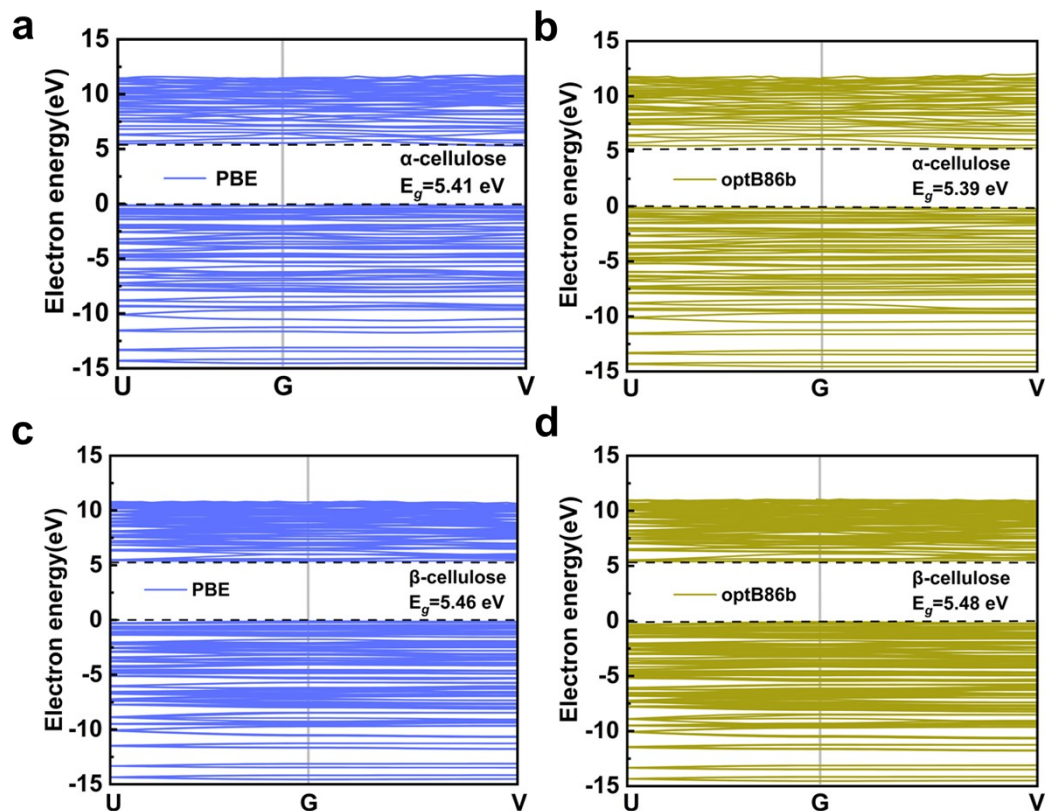 a
15
10
5
0
-5
-10
-15
Electron energy(eV)
PBE
α-cellulose
Eg=5.41 eV
U G V
b
15
10
5
0
-5
-10
-15
Electron energy(eV)
optB86b
α-cellulose
Eg=5.39 eV
U G V
c
15
10
5
0
-5
-10
-15
Electron energy(eV)
PBE
β-cellulose
Eg=5.46 eV
U G V
d
15
10
5
0
-5
-10
-15
Electron energy(eV)
optB86b
β-cellulose
Eg=5.48 eV
U G V